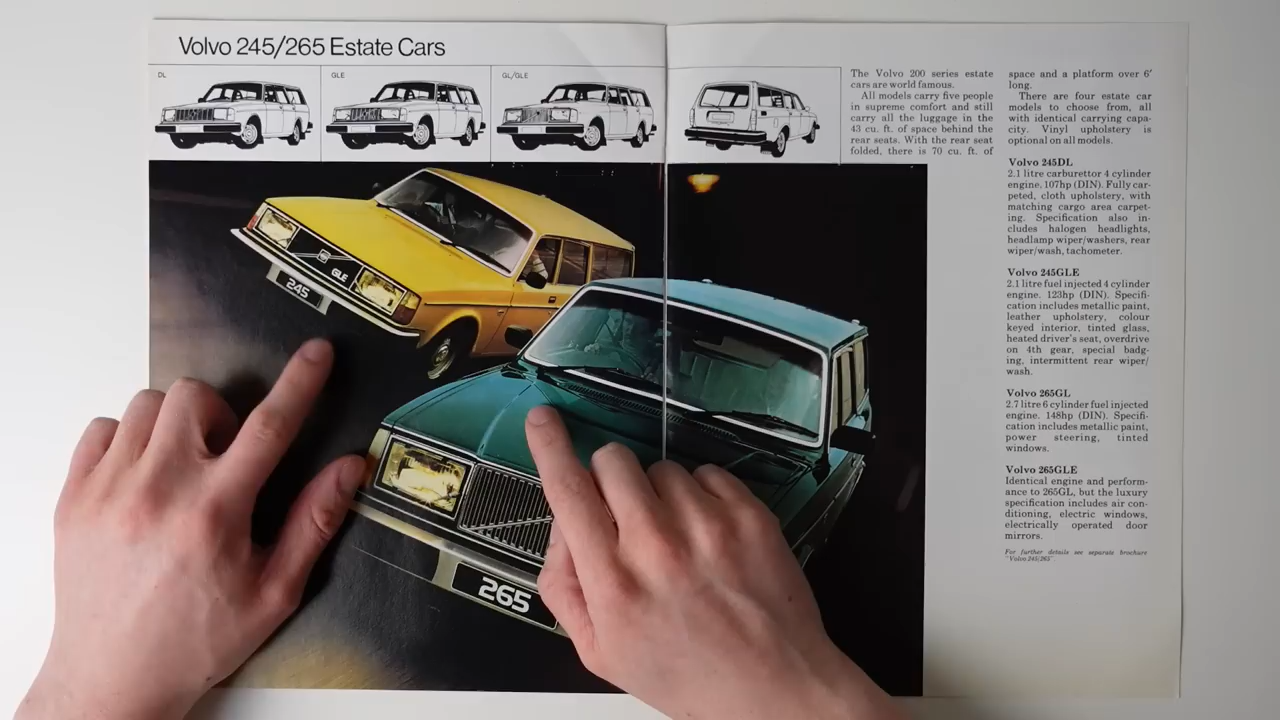 Volvo 245/265 Estate Cars
DL
GLE
GL/GLE
The Volvo 200 series estate
cars are world famous.
All models carry five people
in supreme comfort and still
carry all the luggage in the
43 cu. ft. of space behind the
rear seats. With the rear seat
folded, there is 70 cu. ft. of
space and a platform over 6'
long.
There are four estate car
models to choose from, all
with identical carrying capa-
city. Vinyl upholstery is
optional on all models.
Volvo 245DL
2.1 litre carburettor 4 cylinder
engine. 107hp (DIN). Fully car-
peted, cloth upholstery, with
matching cargo area carpet-
ing. Specification also in-
cludes halogen headlights,
headlamp wiper/washers, rear
wiper/wash, tachometer.
Volvo 245GLE
2.1 litre fuel injected 4 cylinder
engine. 123hp (DIN). Specifi-
cation includes metallic paint,
leather upholstery, colour
keyed interior, tinted glass,
heated driver's seat, overdrive
on 4th gear, special badg-
ing, intermittent rear wiper/
wash.
Volvo 265GL
2.7 litre 6 cylinder fuel injected
engine. 148hp (DIN). Specifi-
cation includes metallic paint,
power steering, tinted
windows.
Volvo 265GLE
Identical engine and perform-
ance to 265GL, but the luxury
specification includes air con-
ditioning, electric windows,
electrically operated door
mirrors.
For further details see separate brochure
"Volvo 245/265".
GLE
245
265